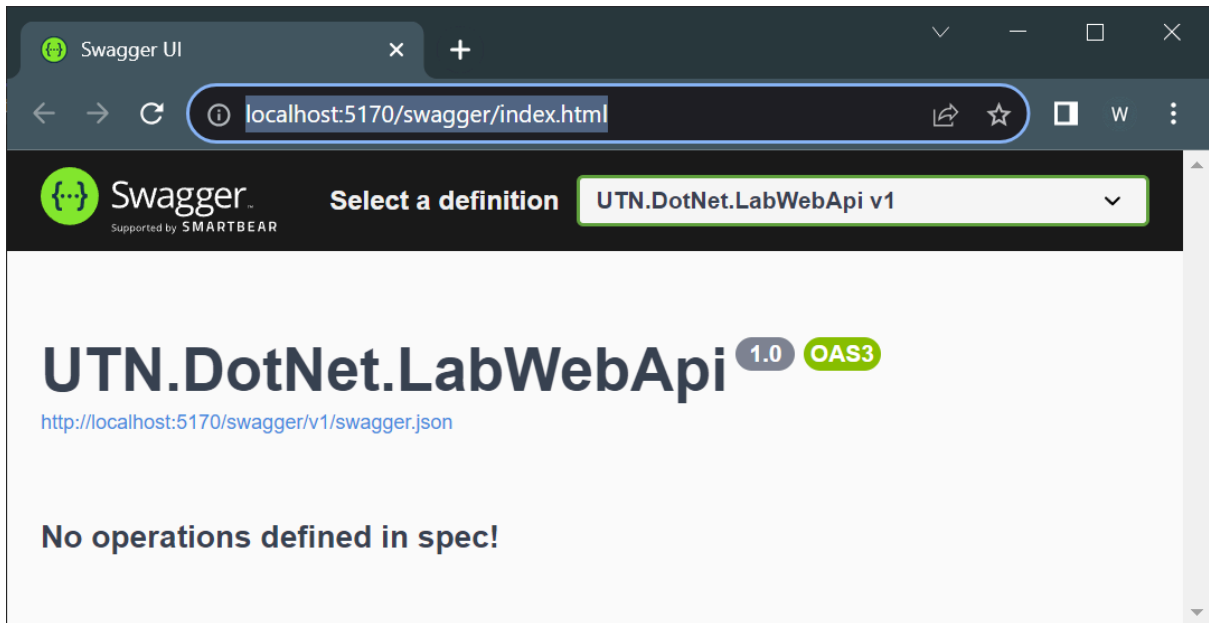 Swagger UI
localhost:5170/swagger/index.html
W
Swagger
Supported by SMARTBEAR
Select a definition
UTN.DotNet.LabWebApi v1
UTN.DotNet.LabWebApi 1.0 OAS3
http://localhost:5170/swagger/v1/swagger.json
No operations defined in spec!